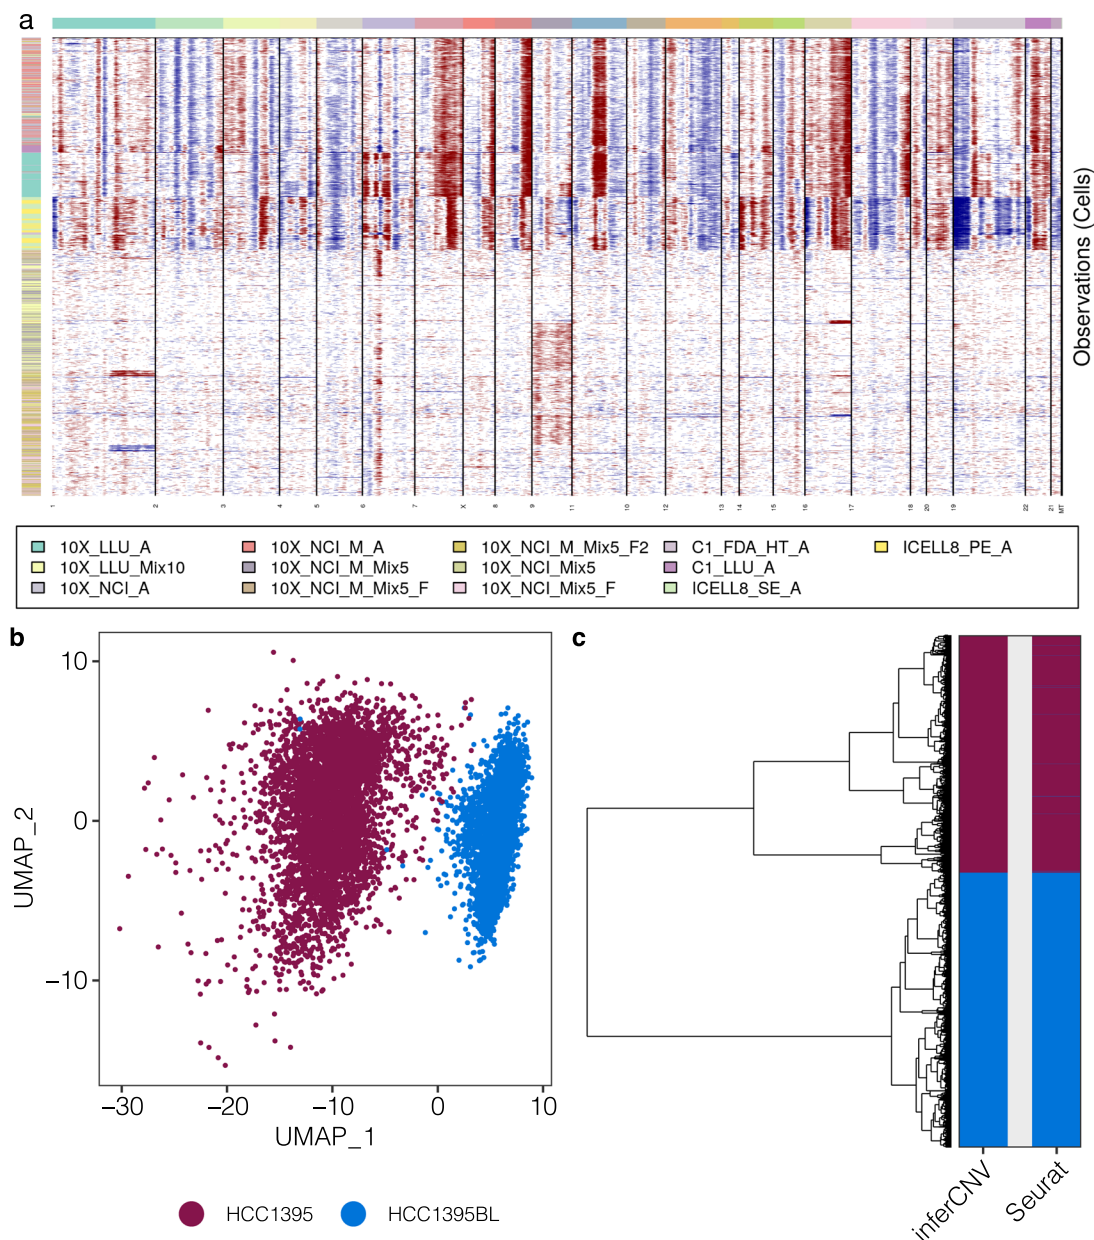 a
Observations (Cells)
1 2 3 4 5 6 7 X 8 9 11 10 12 13 14 15 16 17 18 20 19 22 21 MT
10X_LLU_A 10X_NCI_M_A 10X_NCI_M_Mix5_F2 C1_FDA_HT_A ICELL8_PE_A
10X_LLU_Mix10 10X_NCI_M_Mix5 10X_NCI_Mix5 C1_LLU_A
10X_NCI_A 10X_NCI_M_Mix5_F 10X_NCI_Mix5_F ICELL8_SE_A
b
10
0
−10
UMAP_2
−30 −20 −10 0 10
UMAP_1
HCC1395 HCC1395BL
c
inferCNV
Seurat